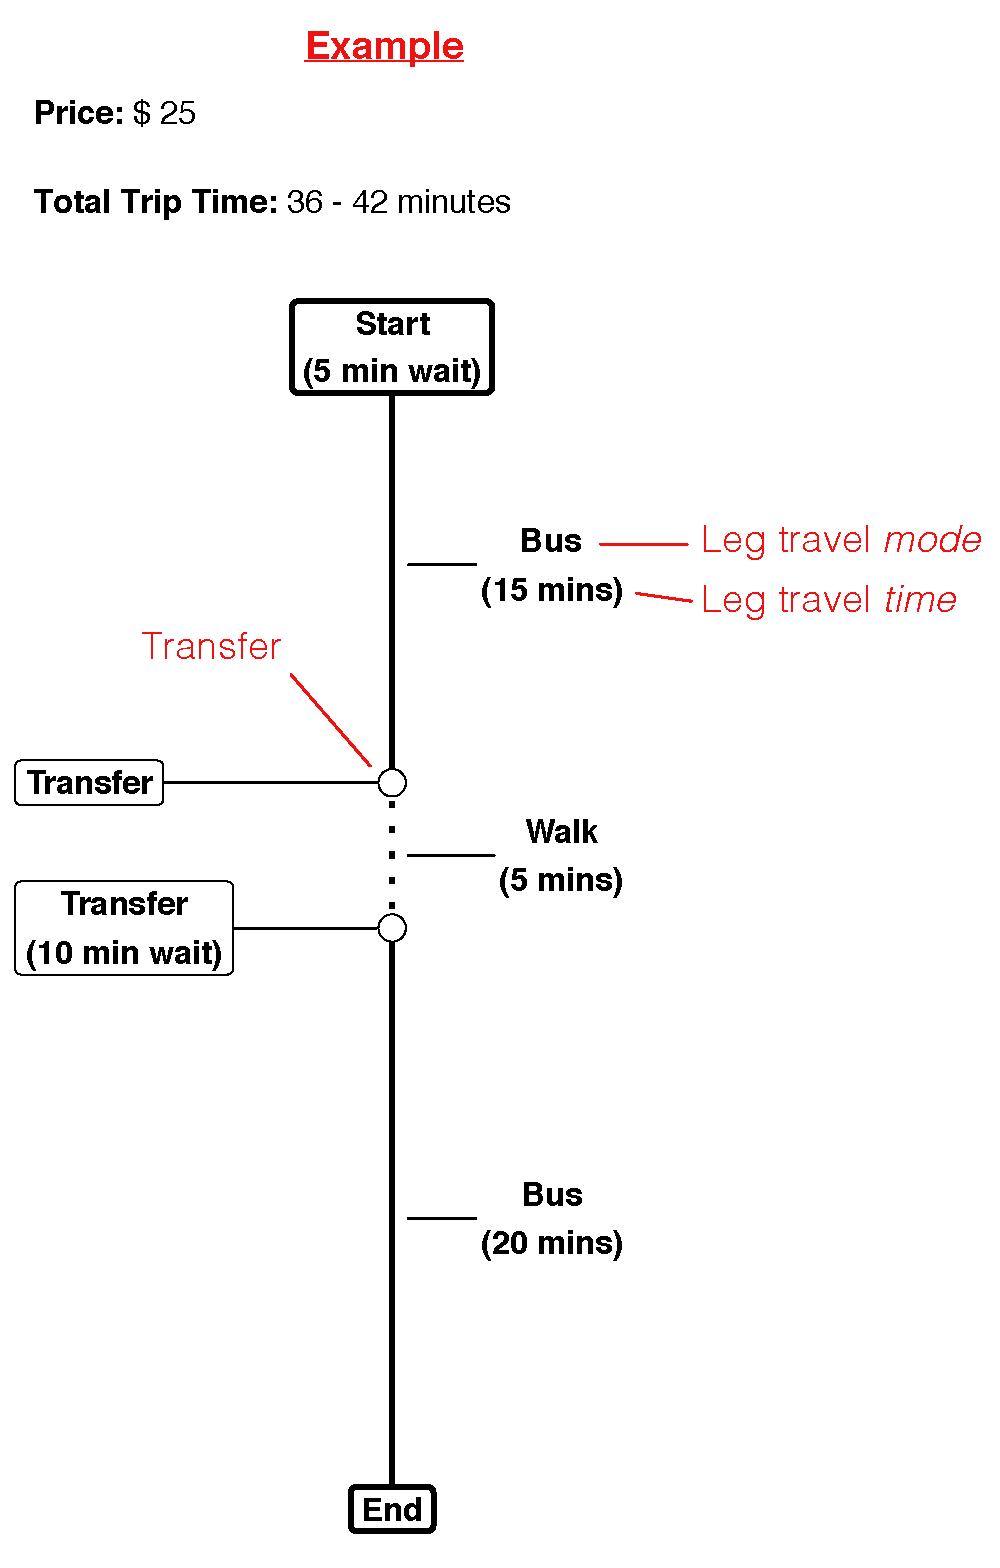 Example
Price: $ 25
Total Trip Time: 36 - 42 minutes
Start
(5 min wait)
Bus
Leg travel mode
(15 mins)
Leg travel time
Transfer
Transfer
Walk
(5 mins)
Transfer
(10 min wait)
Bus
(20 mins)
End